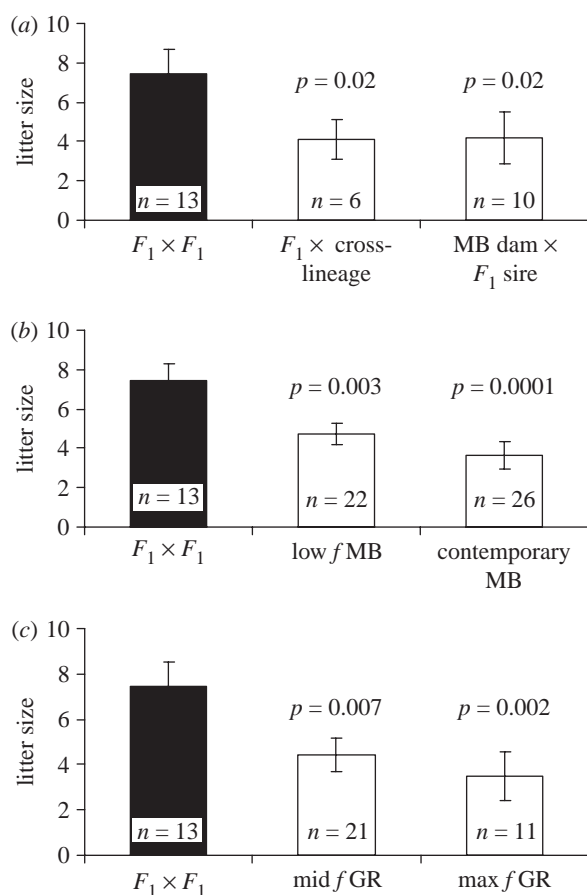 (a) 10
8
6
4
2
0
litter size
p = 0.02 p = 0.02
n = 13 n = 6 n = 10
F₁ × F₁ F₁ × cross- MB dam ×
lineage F₁ sire
(b) 10
8
6
4
2
0
litter size
p = 0.003 p = 0.0001
n = 13 n = 22 n = 26
F₁ × F₁ low f MB contemporary
MB
(c) 10
8
6
4
2
0
litter size
p = 0.007 p = 0.002
n = 13 n = 21 n = 11
F₁ × F₁ mid f GR max f GR